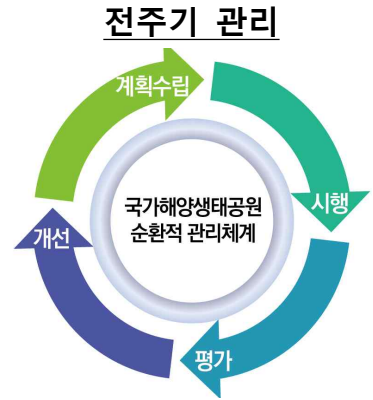 전주기 관리
계획수립
시행
국가해양생태공원
순환적 관리체계
개선
평가